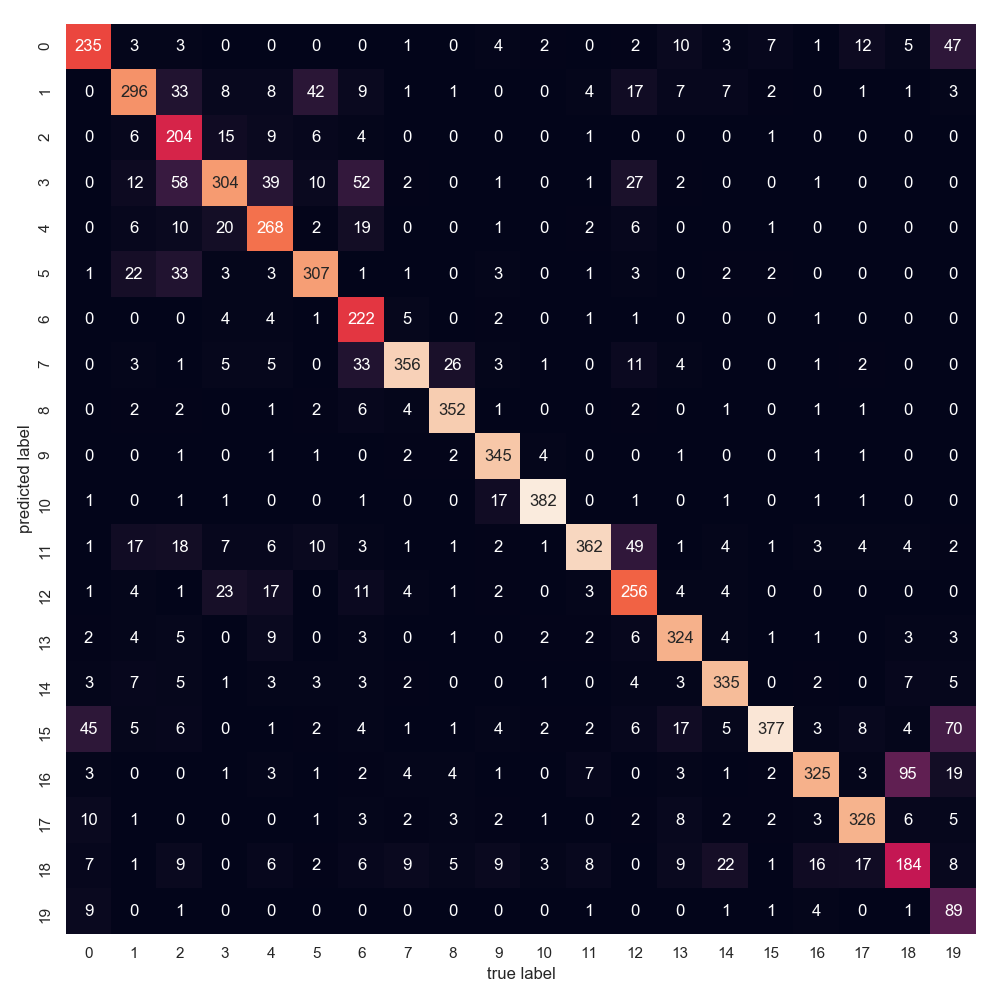 0 235 3 3 0 0 0 0 1 0 4 2 0 2 10 3 7 1 12 5 47
1 0 296 33 8 8 42 9 1 1 0 0 4 17 7 7 2 0 1 1 3
2 0 6 204 15 9 6 4 0 0 0 0 1 0 0 0 1 0 0 0 0
3 0 12 58 304 39 10 52 2 0 1 0 1 27 2 0 0 1 0 0 0
4 0 6 10 20 268 2 19 0 0 1 0 2 6 0 0 1 0 0 0 0
5 1 22 33 3 3 307 1 1 0 3 0 1 3 0 2 2 0 0 0 0
6 0 0 0 4 4 1 222 5 0 2 0 1 1 0 0 0 1 0 0 0
7 0 3 1 5 5 0 33 356 26 3 1 0 11 4 0 0 1 2 0 0
8 0 2 2 0 1 2 6 4 352 1 0 0 2 0 1 0 1 1 0 0
9 0 0 1 0 1 1 0 2 2 345 4 0 0 1 0 0 1 1 0 0
10 1 0 1 1 0 0 1 0 0 17 382 0 1 0 1 0 1 1 0 0
11 1 17 18 7 6 10 3 1 1 2 1 362 49 1 4 1 3 4 4 2
12 1 4 1 23 17 0 11 4 1 2 0 3 256 4 4 0 0 0 0 0
13 2 4 5 0 9 0 3 0 1 0 2 2 6 324 4 1 1 0 3 3
14 3 7 5 1 3 3 3 2 0 0 1 0 4 3 335 0 2 0 7 5
15 45 5 6 0 1 2 4 1 1 4 2 2 6 17 5 377 3 8 4 70
16 3 0 0 1 3 1 2 4 4 1 0 7 0 3 1 2 325 3 95 19
17 10 1 0 0 0 1 3 2 3 2 1 0 2 8 2 2 3 326 6 5
18 7 1 9 0 6 2 6 9 5 9 3 8 0 9 22 1 16 17 184 8
19 9 0 1 0 0 0 0 0 0 0 0 1 0 0 1 1 4 0 1 89
0 1 2 3 4 5 6 7 8 9 10 11 12 13 14 15 16 17 18 19
true label
predicted label